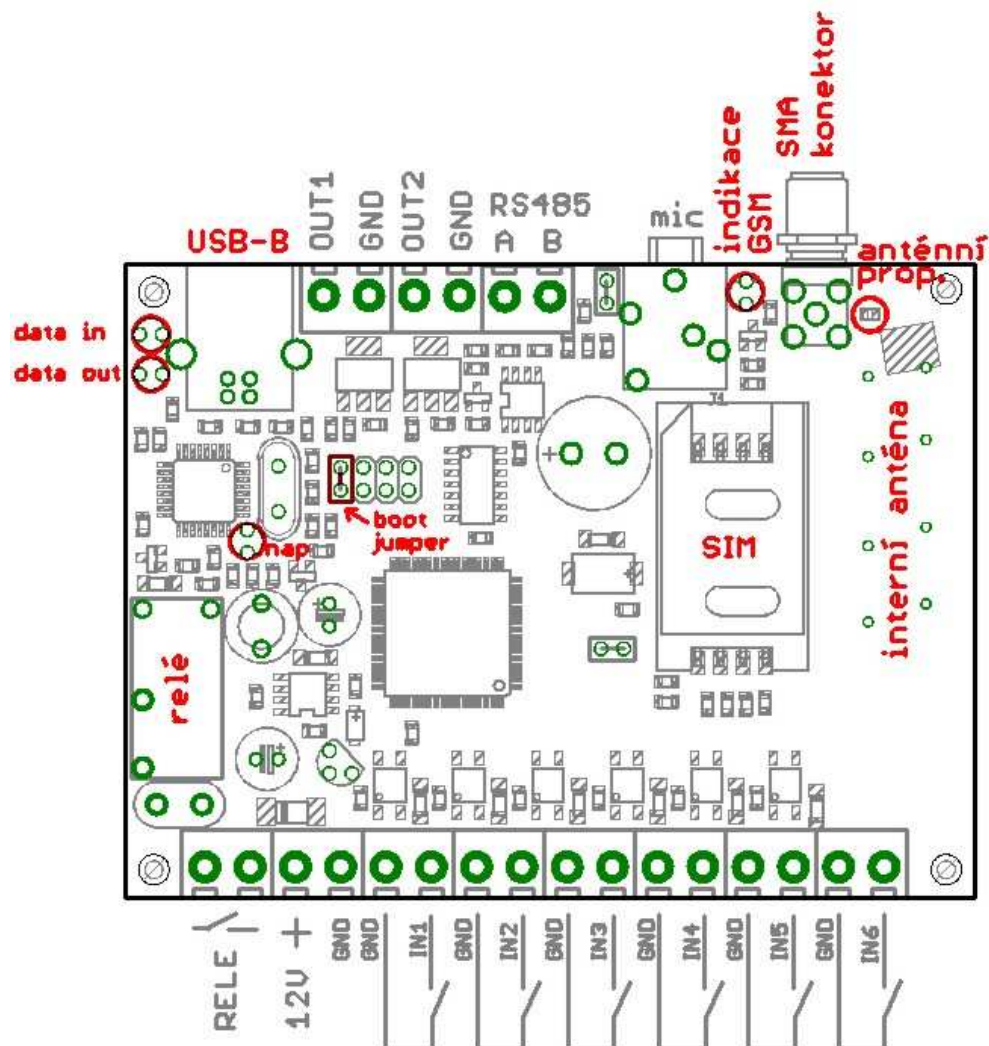 SMA
konektor
indikace
GSM
anténní
prop.
USB-B
OUT1
GND
OUT2
GND
RS485
A
B
mic
data in
data out
J1
boot
jumper
nap
SIM
interní anténa
relé
RELE
12V
+
GND
GND
IN1
GND
IN2
GND
IN3
GND
IN4
GND
IN5
GND
IN6